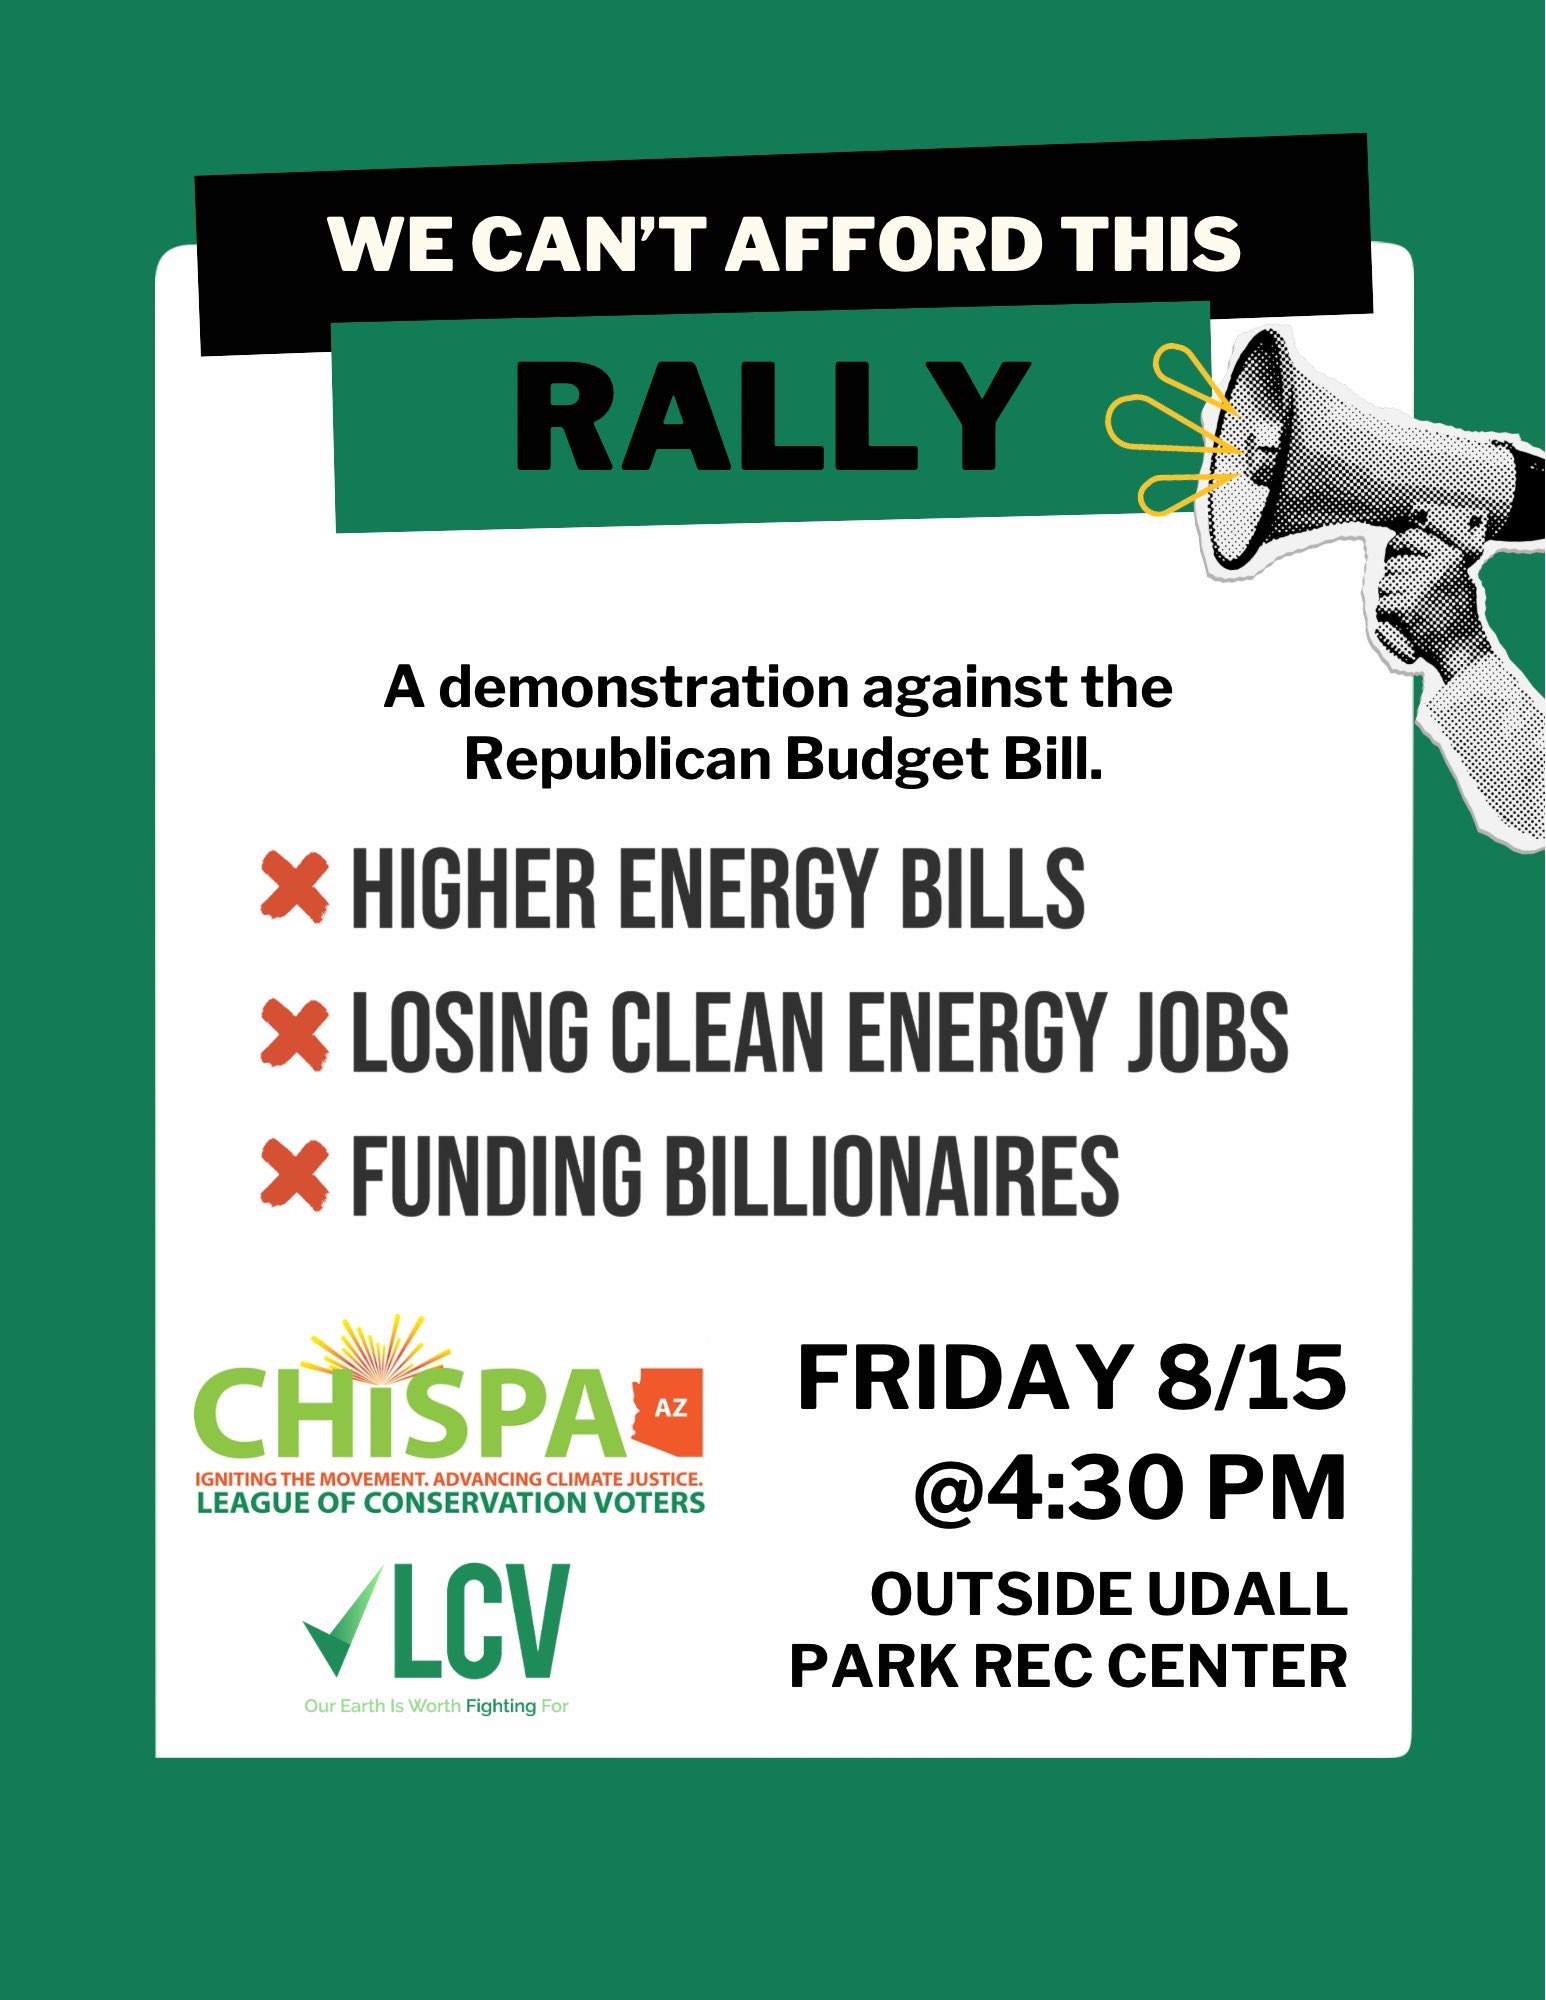 WE CAN’T AFFORD THIS
RALLY
A demonstration against the
Republican Budget Bill.
HIGHER ENERGY BILLS
LOSING CLEAN ENERGY JOBS
FUNDING BILLIONAIRES
CHiSPA AZ
IGNITING THE MOVEMENT. ADVANCING CLIMATE JUSTICE.
LEAGUE OF CONSERVATION VOTERS
LCV
Our Earth Is Worth Fighting For
FRIDAY 8/15
@4:30 PM
OUTSIDE UDALL
PARK REC CENTER